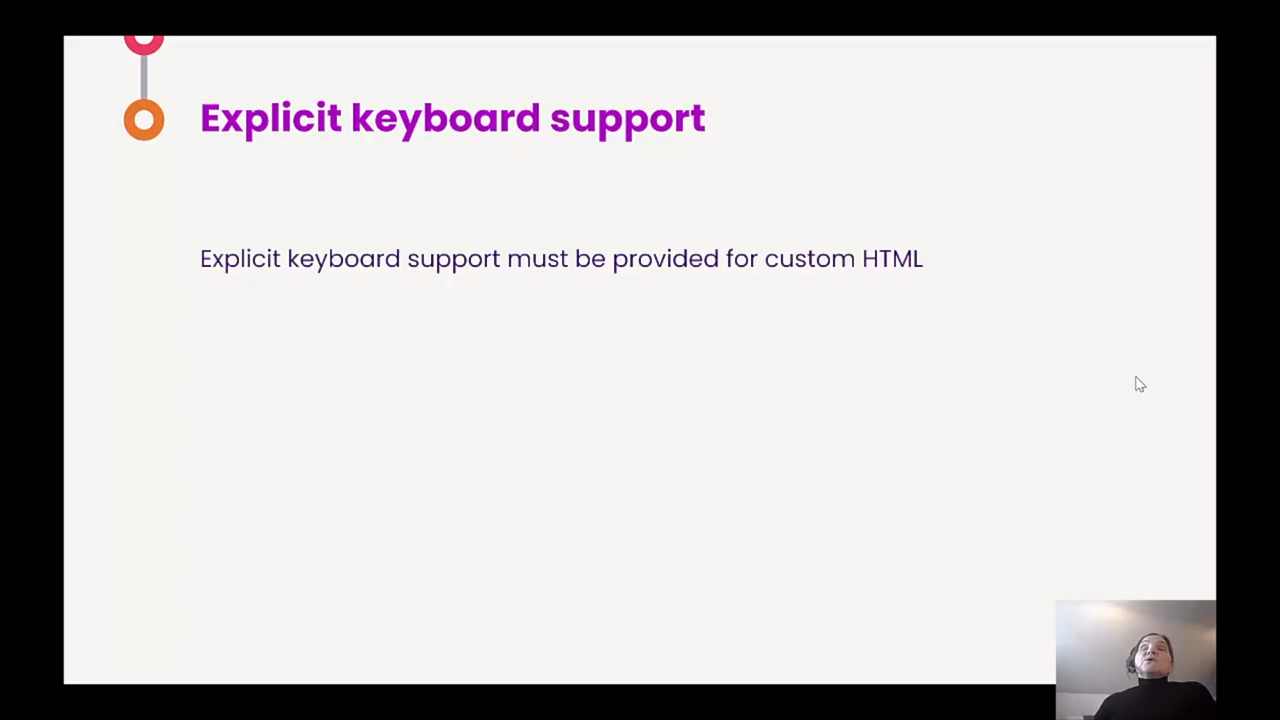 Explicit keyboard support
Explicit keyboard support must be provided for custom HTML